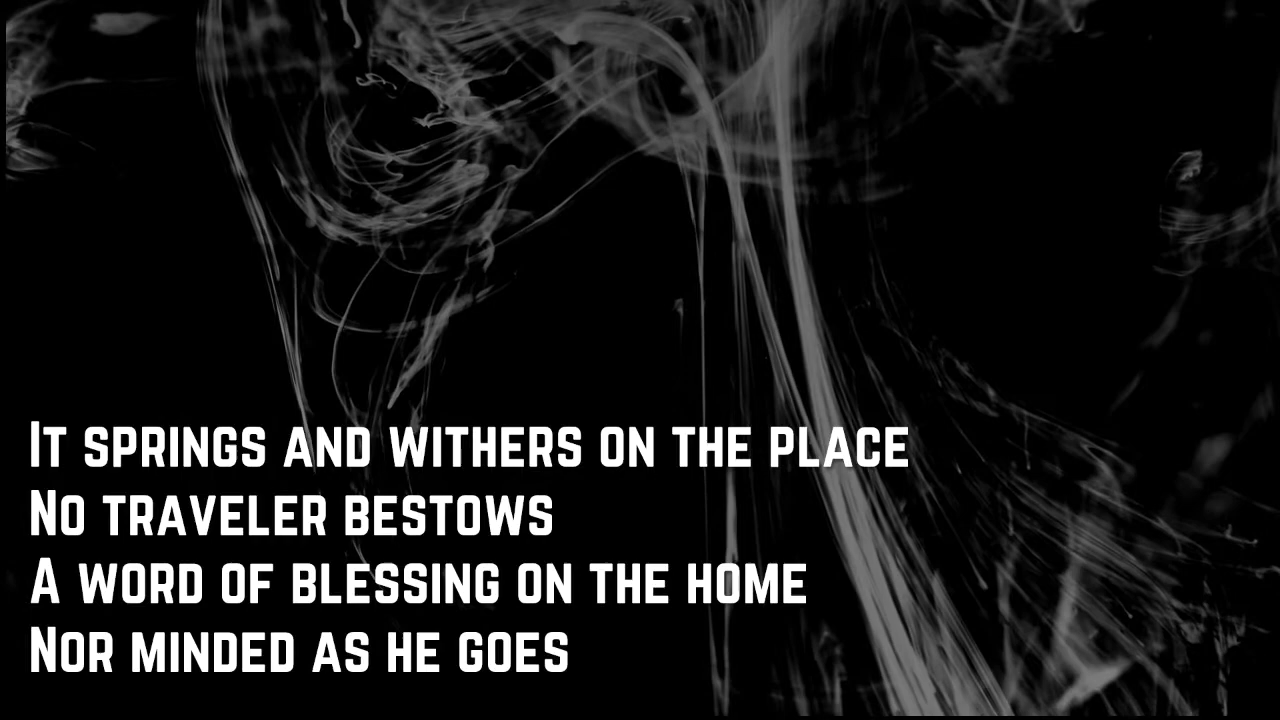 It springs and withers on the place
No traveler bestows
A word of blessing on the home
Nor minded as he goes